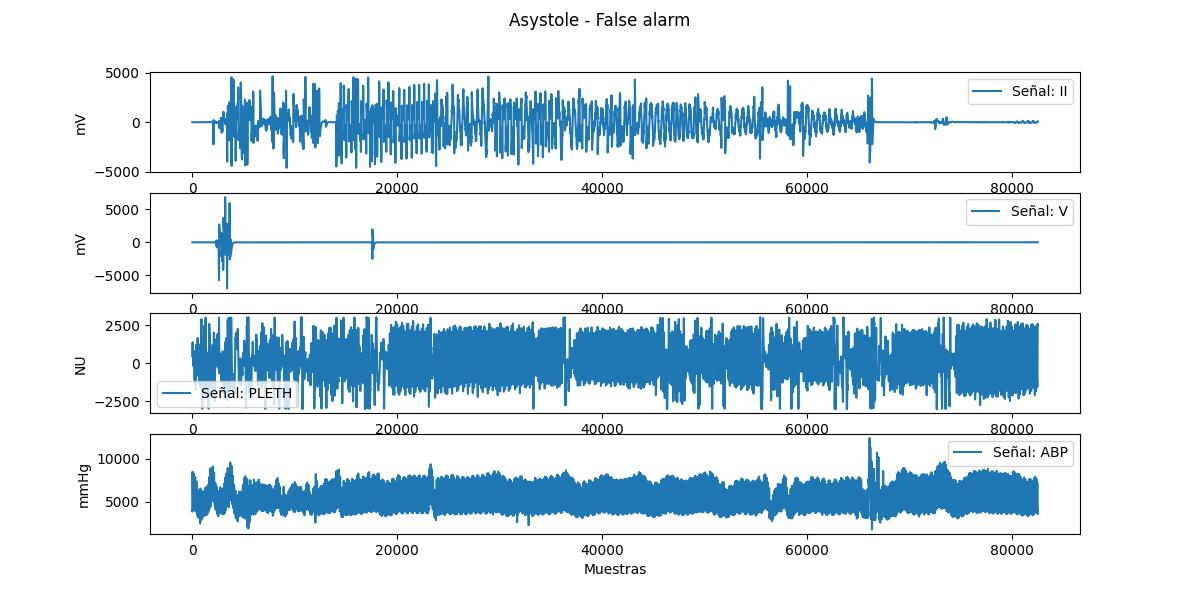 Asystole - False alarm
5000
0
−5000
mV
Señal: II
0 20000 40000 60000 80000
5000
0
−5000
mV
Señal: V
0 20000 40000 60000 80000
2500
0
−2500
NU
Señal: PLETH
0 20000 40000 60000 80000
10000
5000
mmHg
Señal: ABP
0 20000 40000 60000 80000
Muestras